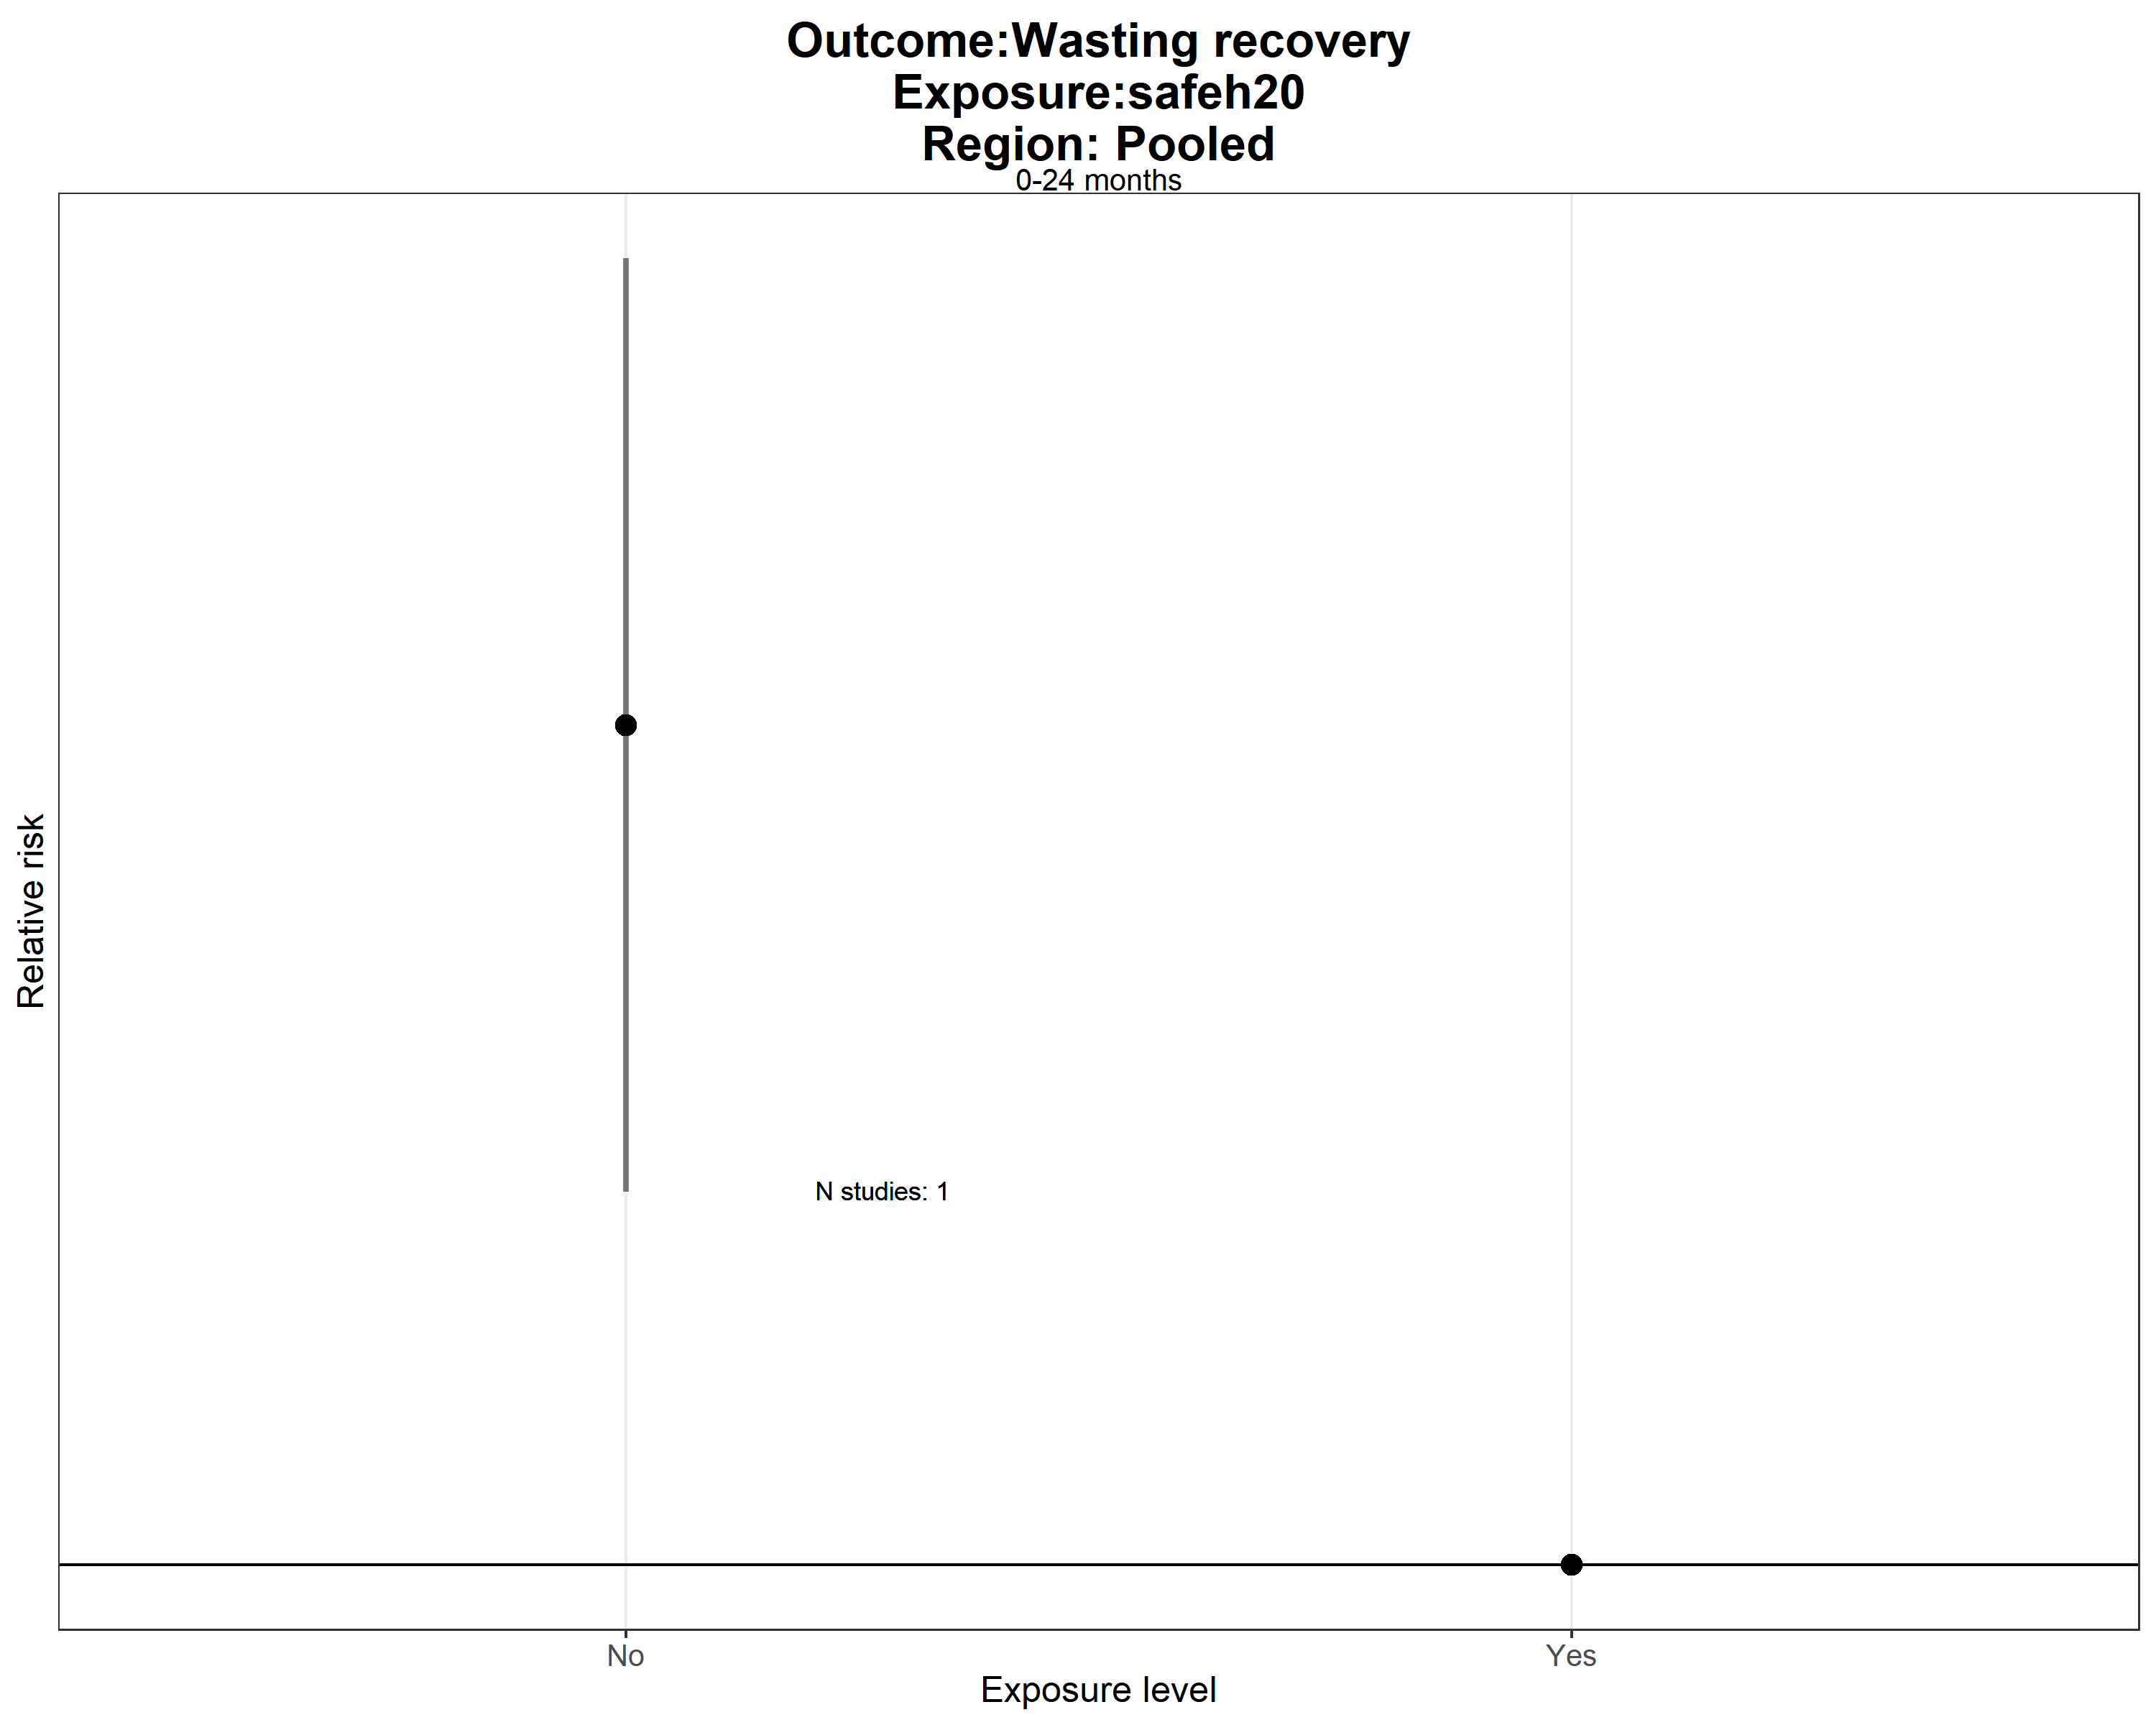 Outcome:Wasting recovery
Exposure:safeh20
Region: Pooled
0-24 months
Relative risk
N studies: 1
No
Yes
Exposure level